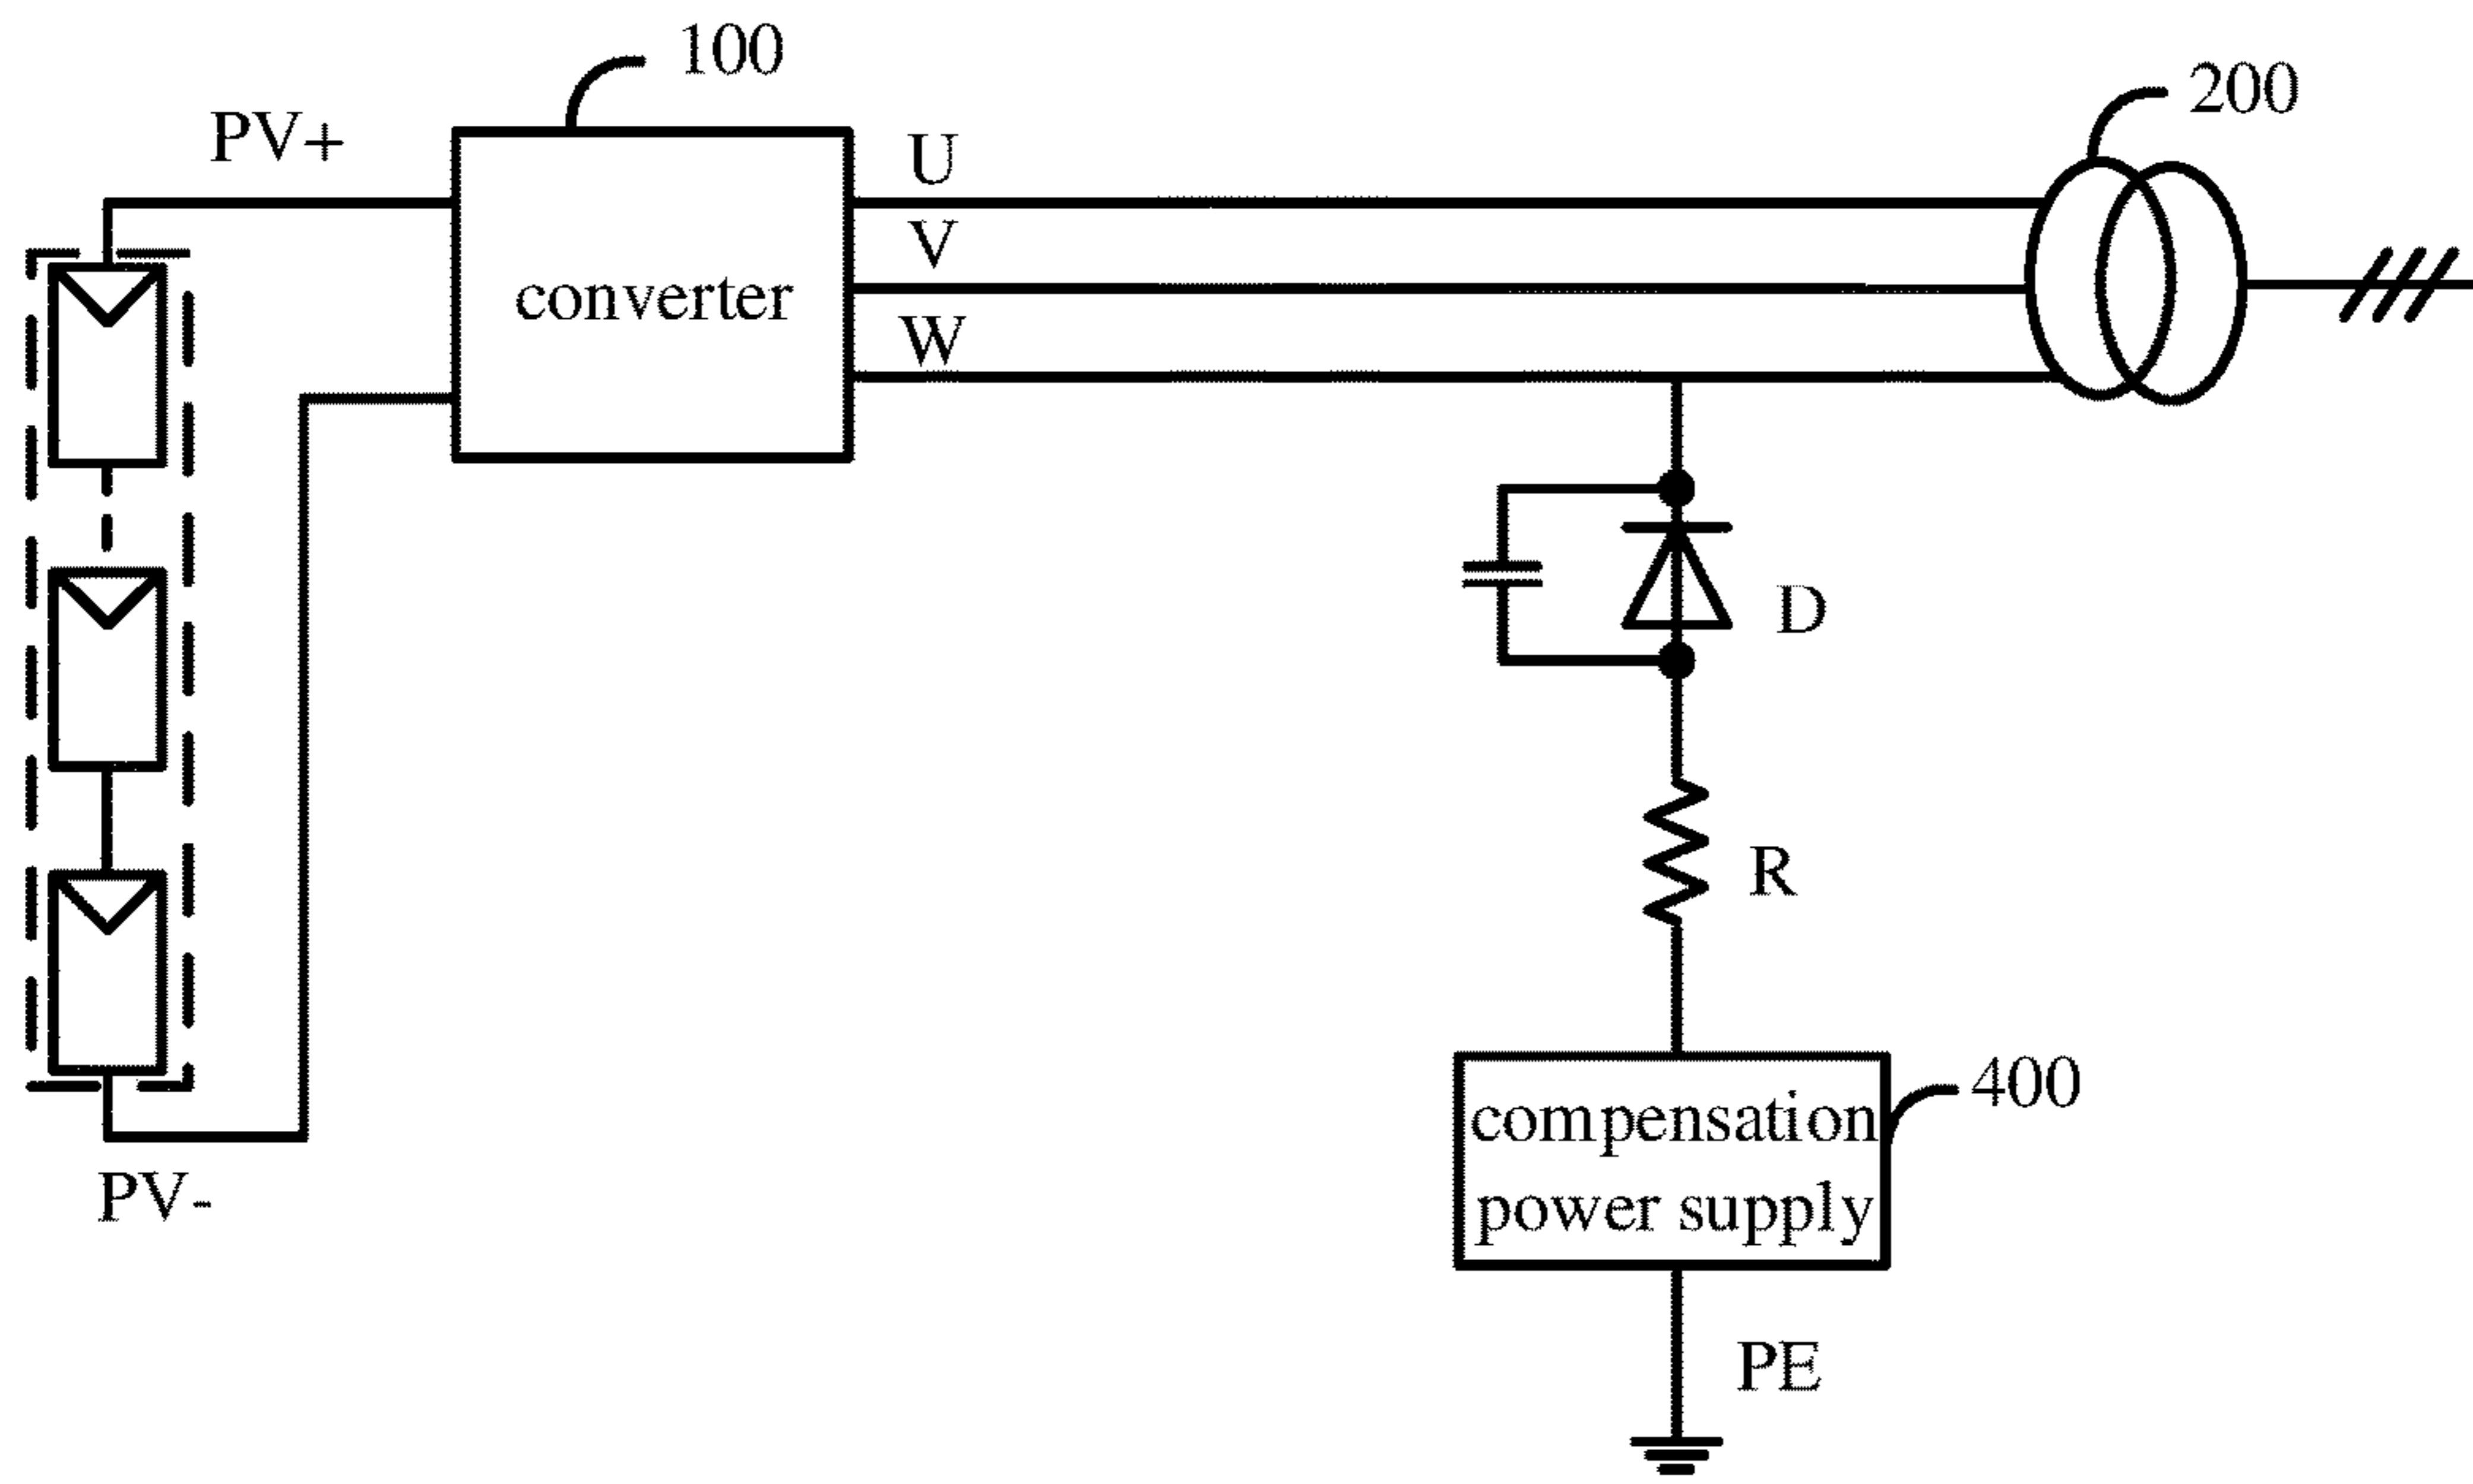 100
200
PV+
U
V
converter
W
D
R
400
compensation
power supply
PV-
PE